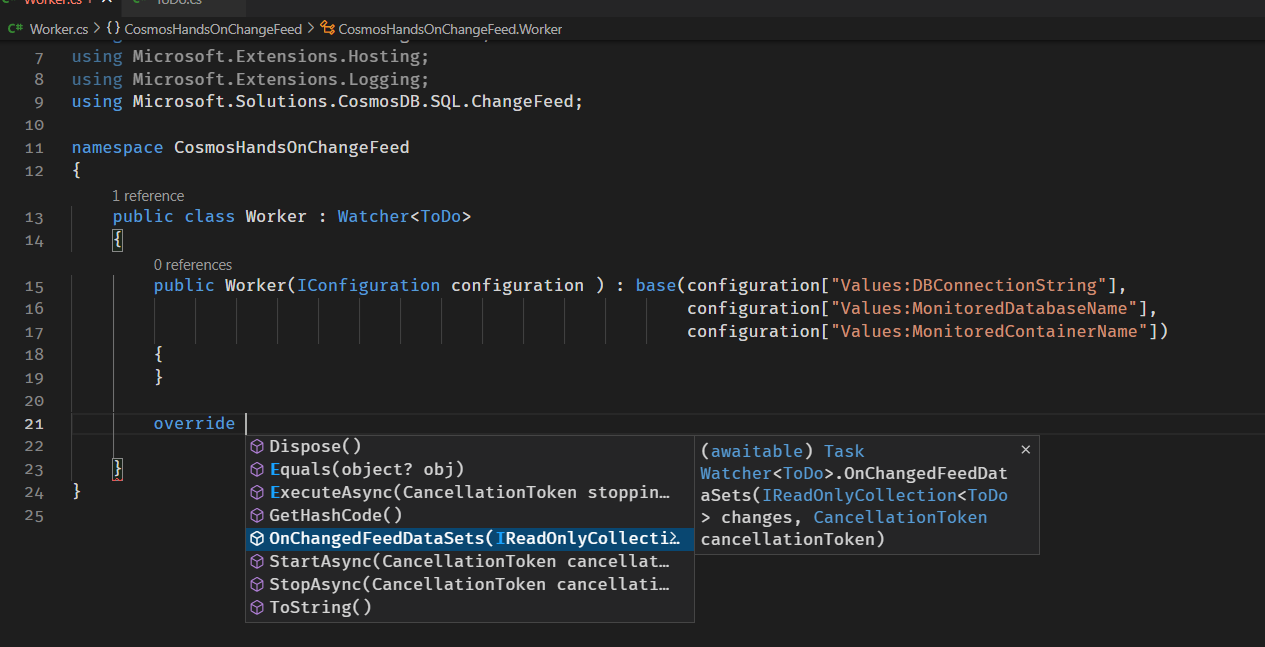 Worker.cs
ToDo.cs
C# Worker.cs > {} CosmosHandsOnChangeFeed > CosmosHandsOnChangeFeed.Worker
7 using Microsoft.Extensions.Hosting;
8 using Microsoft.Extensions.Logging;
9 using Microsoft.Solutions.CosmosDB.SQL.ChangeFeed;
10
11 namespace CosmosHandsOnChangeFeed
12 {
1 reference
13 public class Worker : Watcher<ToDo>
14 {
0 references
15 public Worker(IConfiguration configuration ) : base(configuration["Values:DBConnectionString"],
16 configuration["Values:MonitoredDatabaseName"],
17 configuration["Values:MonitoredContainerName"])
18 {
19 }
20
21 override
22
23 }
24 }
25
Dispose()
Equals(object? obj)
ExecuteAsync(CancellationToken stoppin…
GetHashCode()
OnChangedFeedDataSets(IReadOnlyCollecti…
StartAsync(CancellationToken cancellat…
StopAsync(CancellationToken cancellati…
ToString()
(awaitable) Task
Watcher<ToDo>.OnChangedFeedDat
aSets(IReadOnlyCollection<ToDo
> changes, CancellationToken
cancellationToken)